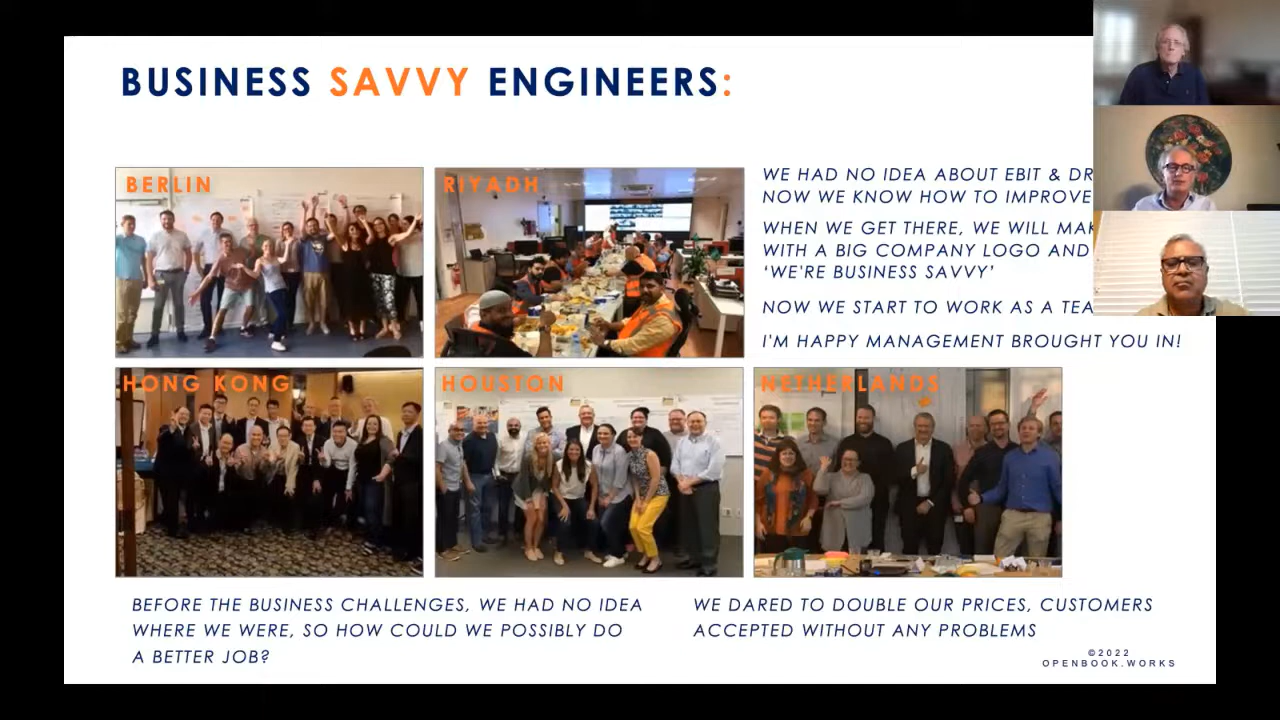 BUSINESS SAVVY ENGINEERS:
BERLIN
RIYADH
WE HAD NO IDEA ABOUT EBIT &
NOW WE KNOW HOW TO IMPROVE
WHEN WE GET THERE, WE WILL
WITH A BIG COMPANY LOGO AND
‘WE'RE BUSINESS SAVVY’
NOW WE START TO WORK AS A
I'M HAPPY MANAGEMENT BROUGHT YOU IN!
HONG KONG
HOUSTON
NETHERLANDS
BEFORE THE BUSINESS CHALLENGES, WE HAD NO IDEA
WHERE WE WERE, SO HOW COULD WE POSSIBLY DO
A BETTER JOB?
WE DARED TO DOUBLE OUR PRICES, CUSTOMERS
ACCEPTED WITHOUT ANY PROBLEMS
©2022
OPENBOOK.WORKS